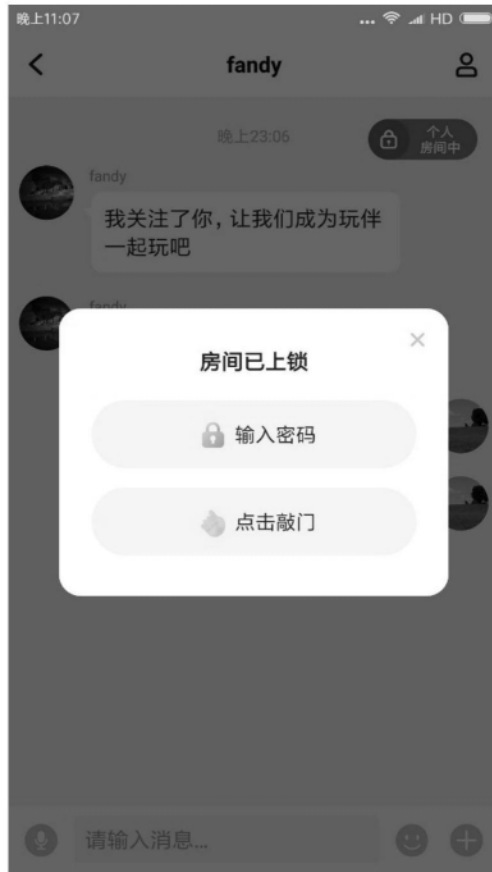 晚上11:07
... HD
fandy
晚上23:06
个人
房间中
fandy
我关注了你，让我们成为玩伴
一起玩吧
fandy
房间已上锁
输入密码
点击敲门
请输入消息...